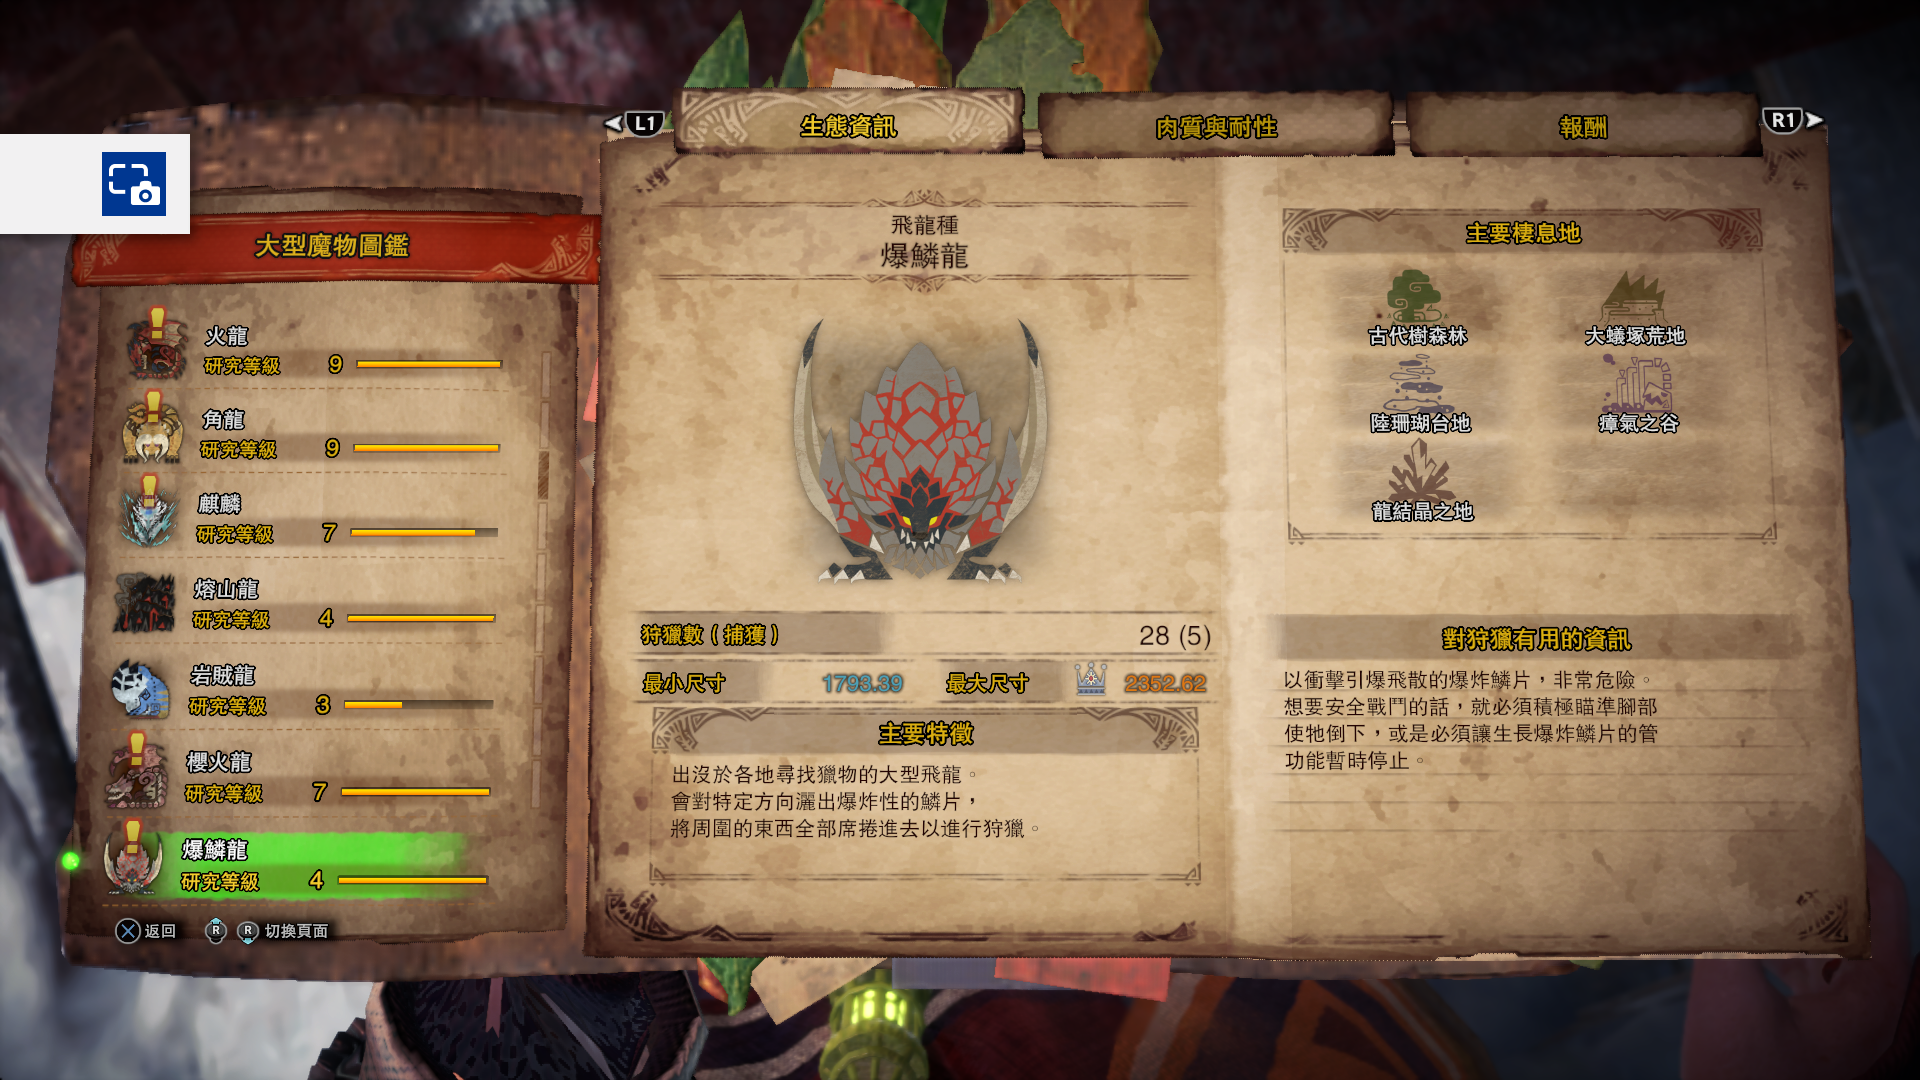 L1
生態資訊
肉質與耐性
報酬
R1
大型魔物圖鑑
火龍
研究等級 9
角龍
研究等級 9
麒麟
研究等級 7
熔山龍
研究等級 4
岩賊龍
研究等級 3
櫻火龍
研究等級 7
爆鱗龍
研究等級 4
返回
R
R
切換頁面
飛龍種
爆鱗龍
狩獵數(捕獲)
28 (5)
最小尺寸 1793.39 最大尺寸 2352.62
主要特徵
出沒於各地尋找獵物的大型飛龍。
會對特定方向灑出爆炸性的鱗片，
將周圍的東西全部席捲進去以進行狩獵。
主要棲息地
古代樹森林
大蟻塚荒地
陸珊瑚台地
瘴氣之谷
龍結晶之地
對狩獵有用的資訊
以衝擊引爆飛散的爆炸鱗片，非常危險。
想要安全戰鬥的話，就必須積極瞄準腳部
使牠倒下，或是必須讓生長爆炸鱗片的管
功能暫時停止。